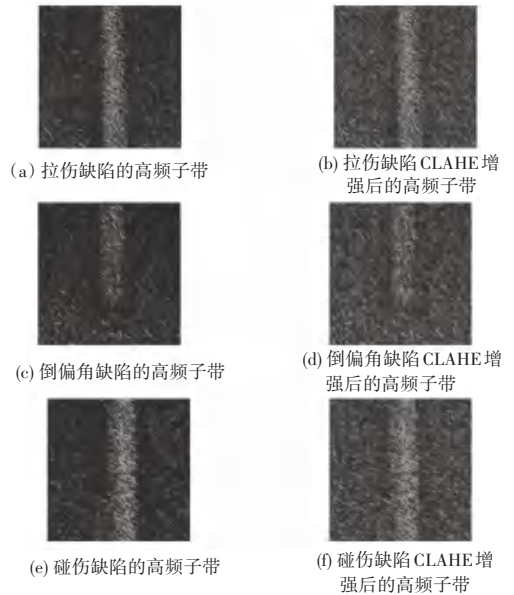 (a) 拉伤缺陷的高频子带
(b) 拉伤缺陷CLAHE增
强后的高频子带
(c) 倒偏角缺陷的高频子带
(d) 倒偏角缺陷CLAHE增
强后的高频子带
(e) 碰伤缺陷的高频子带
(f) 碰伤缺陷CLAHE增
强后的高频子带